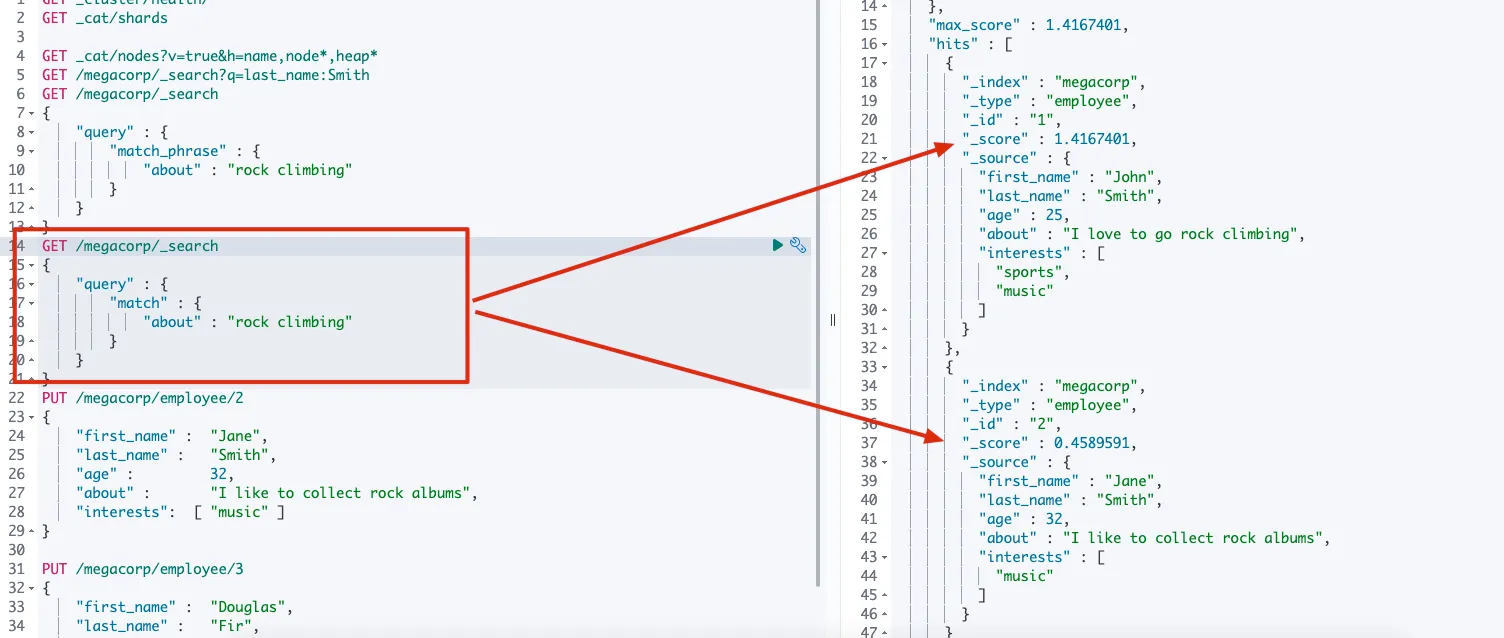 1 GET _cluster/health/
2 GET _cat/shards
3
4 GET _cat/nodes?v=true&h=name,node*,heap*
5 GET /megacorp/_search?q=last_name:Smith
6 GET /megacorp/_search
7 {
8 "query" : {
9 "match_phrase" : {
10 "about" : "rock climbing"
11 }
12 }
13 }
14 GET /megacorp/_search
15 {
16 "query" : {
17 "match" : {
18 "about" : "rock climbing"
19 }
20 }
21 }
22 PUT /megacorp/employee/2
23 {
24 "first_name" : "Jane",
25 "last_name" : "Smith",
26 "age" : 32,
27 "about" : "I like to collect rock albums",
28 "interests": [ "music" ]
29 }
30
31 PUT /megacorp/employee/3
32 {
33 "first_name" : "Douglas",
34 "last_name" : "Fir",
14 },
15 "max_score" : 1.4167401,
16 "hits" : [
17 {
18 "_index" : "megacorp",
19 "_type" : "employee",
20 "_id" : "1",
21 "_score" : 1.4167401,
22 "_source" : {
23 "first_name" : "John",
24 "last_name" : "Smith",
25 "age" : 25,
26 "about" : "I love to go rock climbing",
27 "interests" : [
28 "sports",
29 "music"
30 ]
31 }
32 },
33 {
34 "_index" : "megacorp",
35 "_type" : "employee",
36 "_id" : "2",
37 "_score" : 0.4589591,
38 "_source" : {
39 "first_name" : "Jane",
40 "last_name" : "Smith",
41 "age" : 32,
42 "about" : "I like to collect rock albums",
43 "interests" : [
44 "music"
45 ]
46 }
47 }